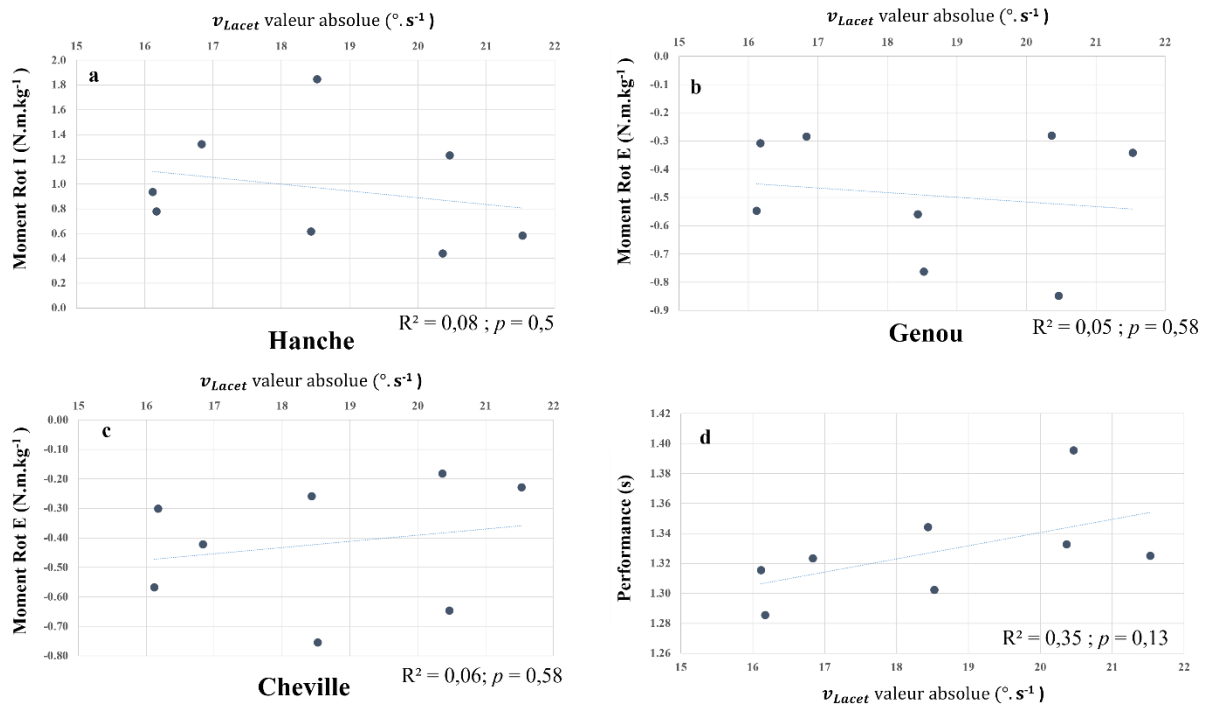 v_Lacet valeur absolue (°. s⁻¹ )
15 16 17 18 19 20 21 22
a
Moment Rot I (N.m.kg⁻¹ )
2.0
1.8
1.6
1.4
1.2
1.0
0.8
0.6
0.4
0.2
0.0
R² = 0,08 ; p = 0,5
Hanche
v_Lacet valeur absolue (°. s⁻¹ )
15 16 17 18 19 20 21 22
b
Moment Rot E (N.m.kg⁻¹ )
0.0
-0.1
-0.2
-0.3
-0.4
-0.5
-0.6
-0.7
-0.8
-0.9
R² = 0,05 ; p = 0,58
Genou
v_Lacet valeur absolue (°. s⁻¹ )
15 16 17 18 19 20 21 22
c
Moment Rot E (N.m.kg⁻¹ )
0.00
-0.10
-0.20
-0.30
-0.40
-0.50
-0.60
-0.70
-0.80
R² = 0,06; p = 0,58
Cheville
d
Performance (s)
1.42
1.40
1.38
1.36
1.34
1.32
1.30
1.28
1.26
R² = 0,35 ; p = 0,13
15 16 17 18 19 20 21 22
v_Lacet valeur absolue (°. s⁻¹ )